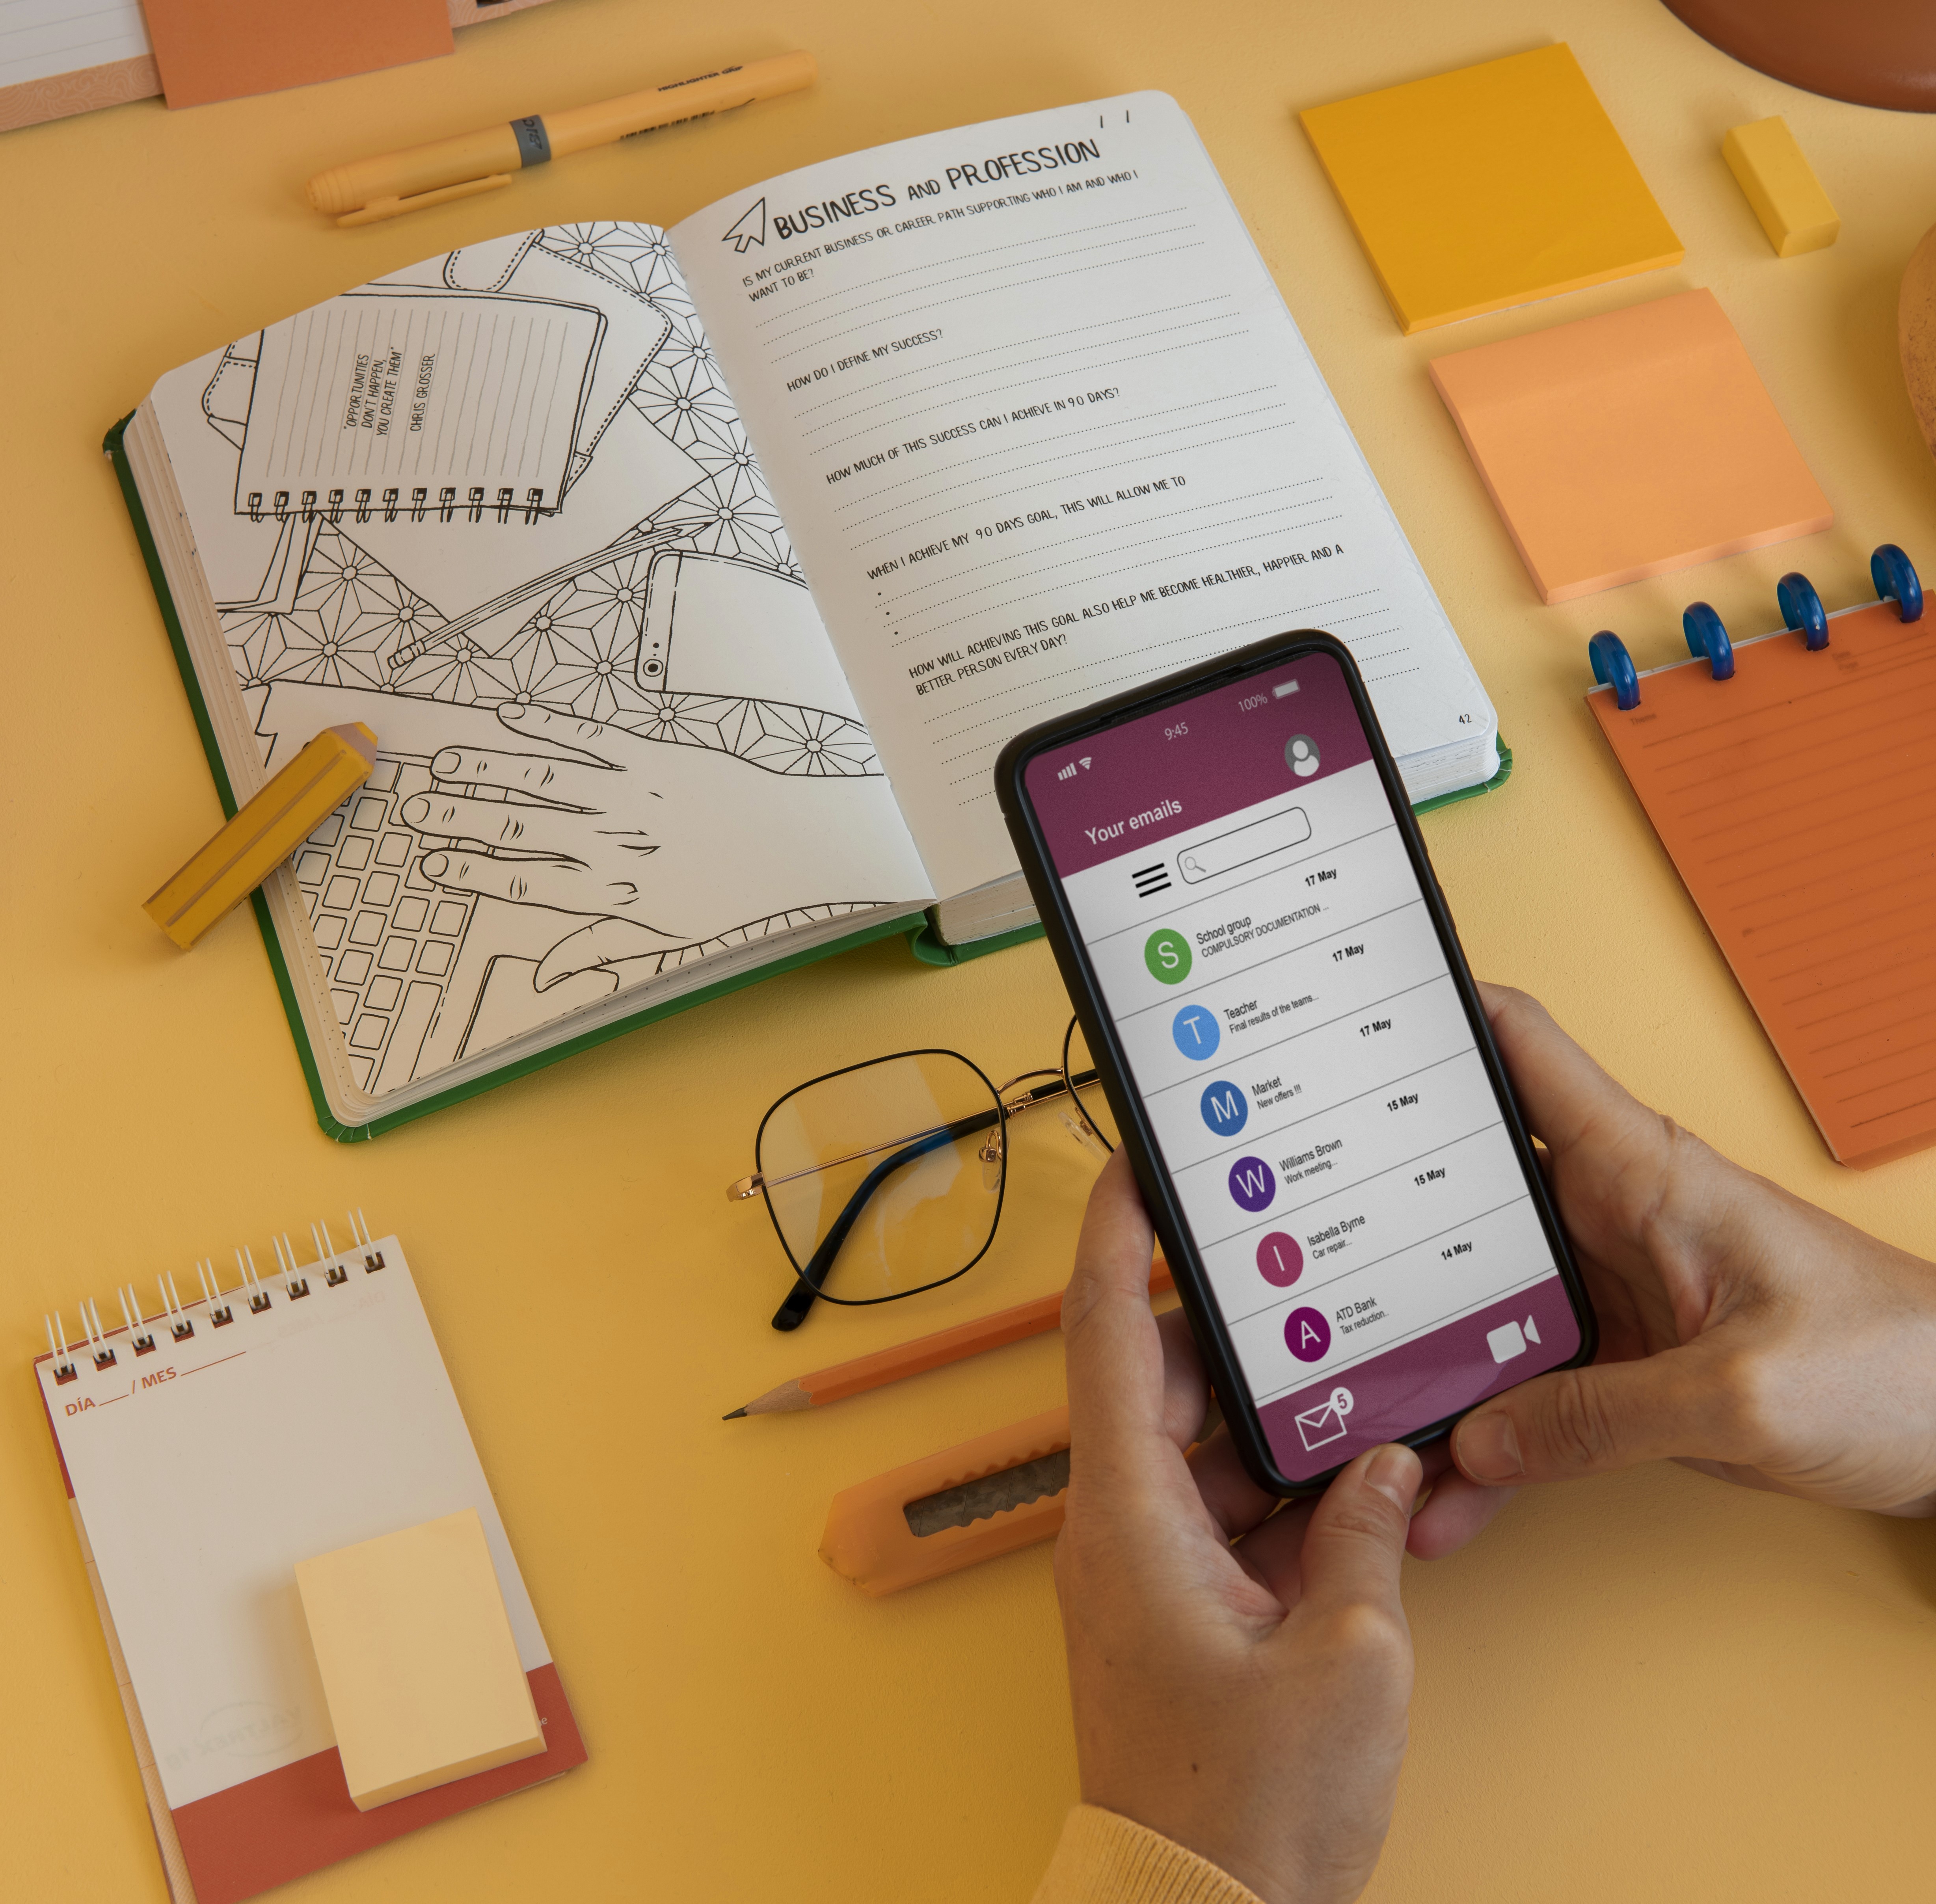 HIGHLIGHTER GRIP
BUSINESS AND PROFESSION
IS MY CURRENT BUSINESS OR CAREER PATH SUPPORTING WHO I AM AND WHO I
WANT TO BE?
HOW DO I DEFINE MY SUCCESS?
HOW MUCH OF THIS SUCCESS CAN I ACHIEVE IN 90 DAYS?
WHEN I ACHIEVE MY 90 DAYS GOAL, THIS WILL ALLOW ME TO
•
•
•
HOW WILL ACHIEVING THIS GOAL ALSO HELP ME BECOME HEALTHIER, HAPPIER AND A
BETTER PERSON EVERY DAY?
42
"OPPORTUNITIES
DON'T HAPPEN,
YOU CREATE THEM"
CHRIS GROSSER
9:45
100%
Your emails
17 May
School group
COMPULSORY DOCUMENTATION ...
S
17 May
Teacher
Final results of the teams...
T
17 May
Market
New offers !!!
M
15 May
Williams Brown
Work meeting...
W
15 May
Isabella Byrne
Car repair...
I
14 May
ATD Bank
Tax reduction..
A
5
DÍA___/ MES________